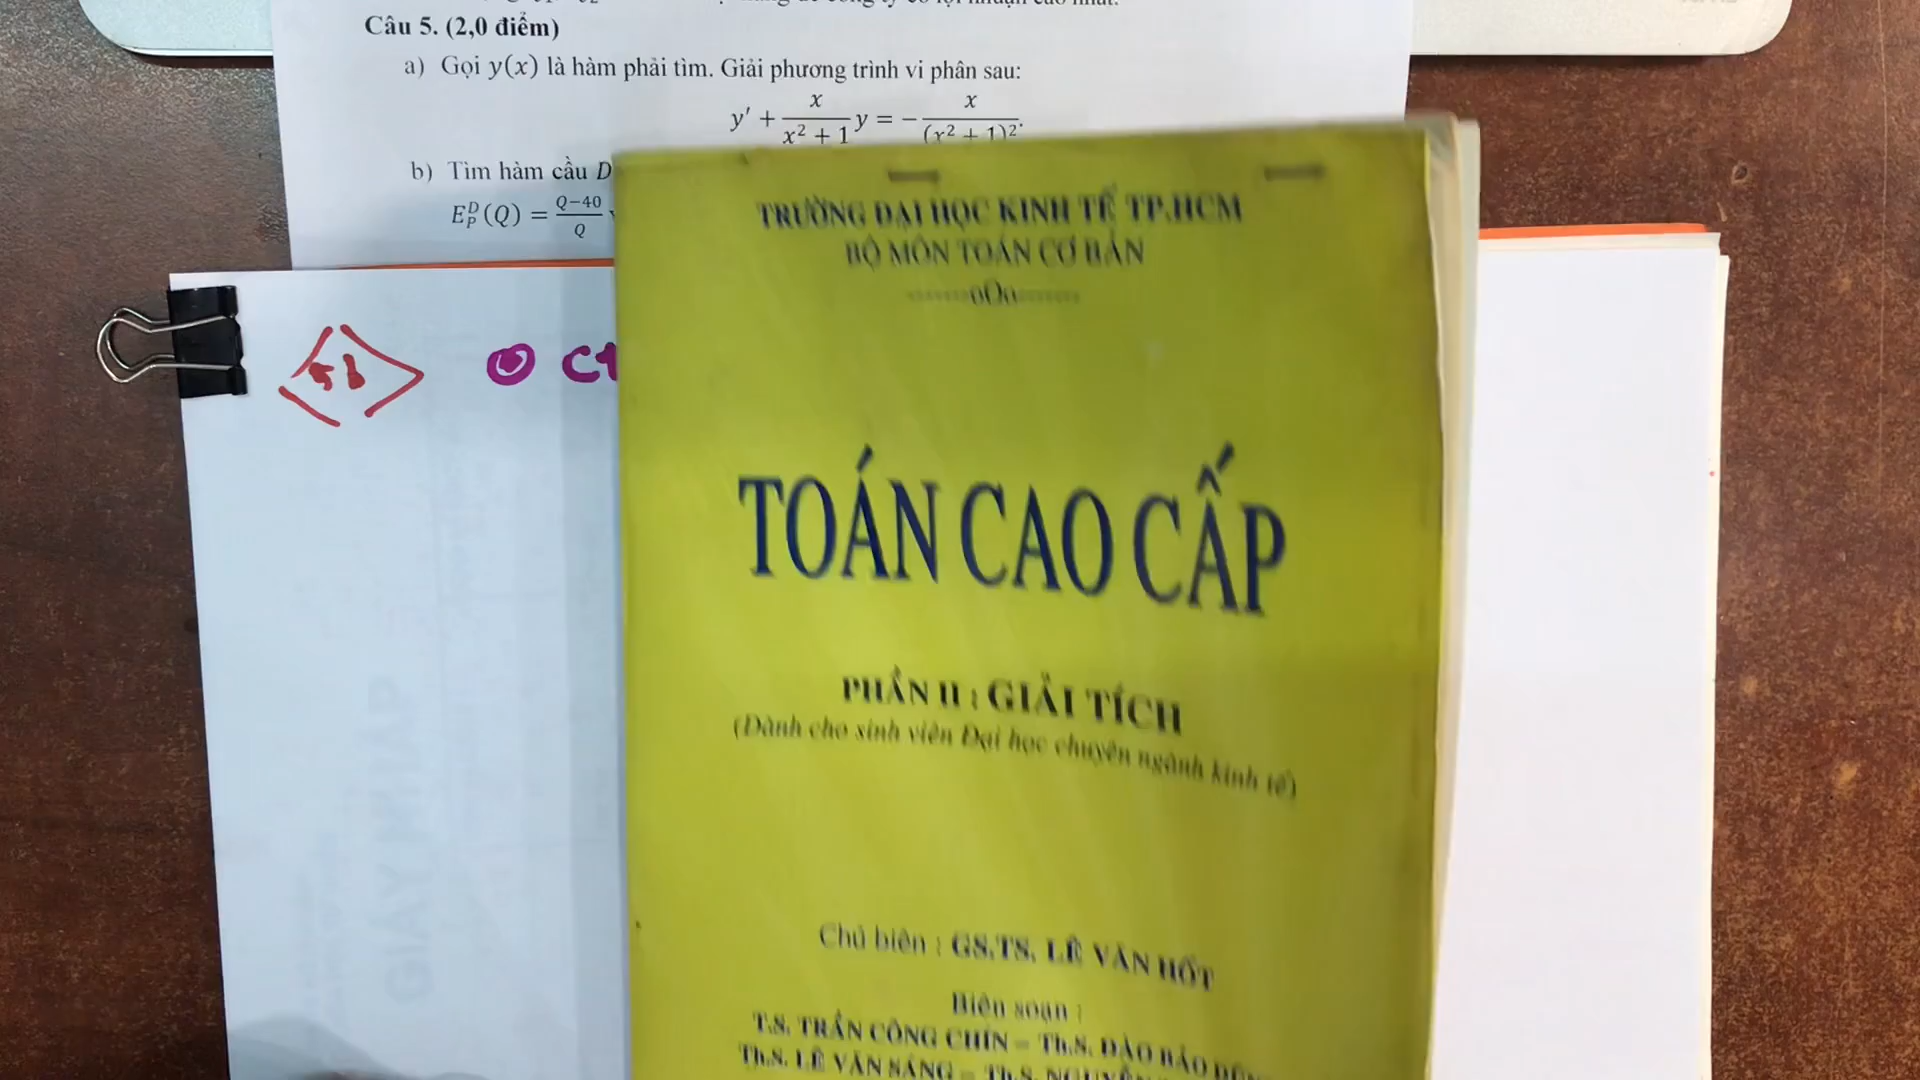 Câu 5. (2,0 điểm)
a) Gọi y(x) là hàm phải tìm. Giải phương trình vi phân sau:
y′ + x/(x² + 1) y = − x/(x² + 1)².
b) Tìm hàm cầu D
E_P^D(Q) = (Q−40)/Q
5b
TRƯỜNG ĐẠI HỌC KINH TẾ TP.HCM
BỘ MÔN TOÁN CƠ BẢN
-------oOo-------
TOÁN CAO CẤP
PHẦN II : GIẢI TÍCH
(Dành cho sinh viên Đại học chuyên ngành kinh tế)
Chủ biên : GS.TS. LÊ VĂN HỐT
Biên soạn :
T.S. TRẦN CÔNG CHÍN – Th.S. ĐÀO BẢO
Th.S. LÊ VĂN SÁNG – Th.S.